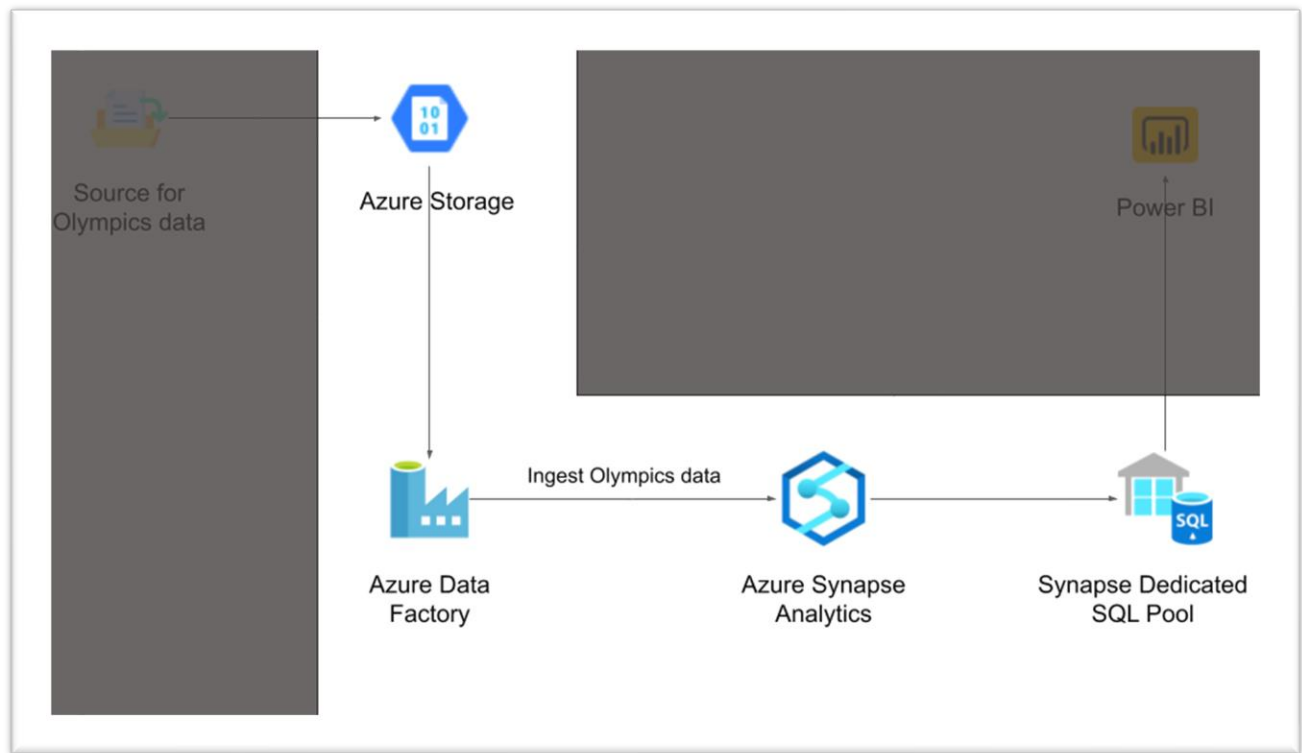 Source for
Olympics data
10
01
Azure Storage
Power BI
Ingest Olympics data
SQL
Azure Data
Factory
Azure Synapse
Analytics
Synapse Dedicated
SQL Pool